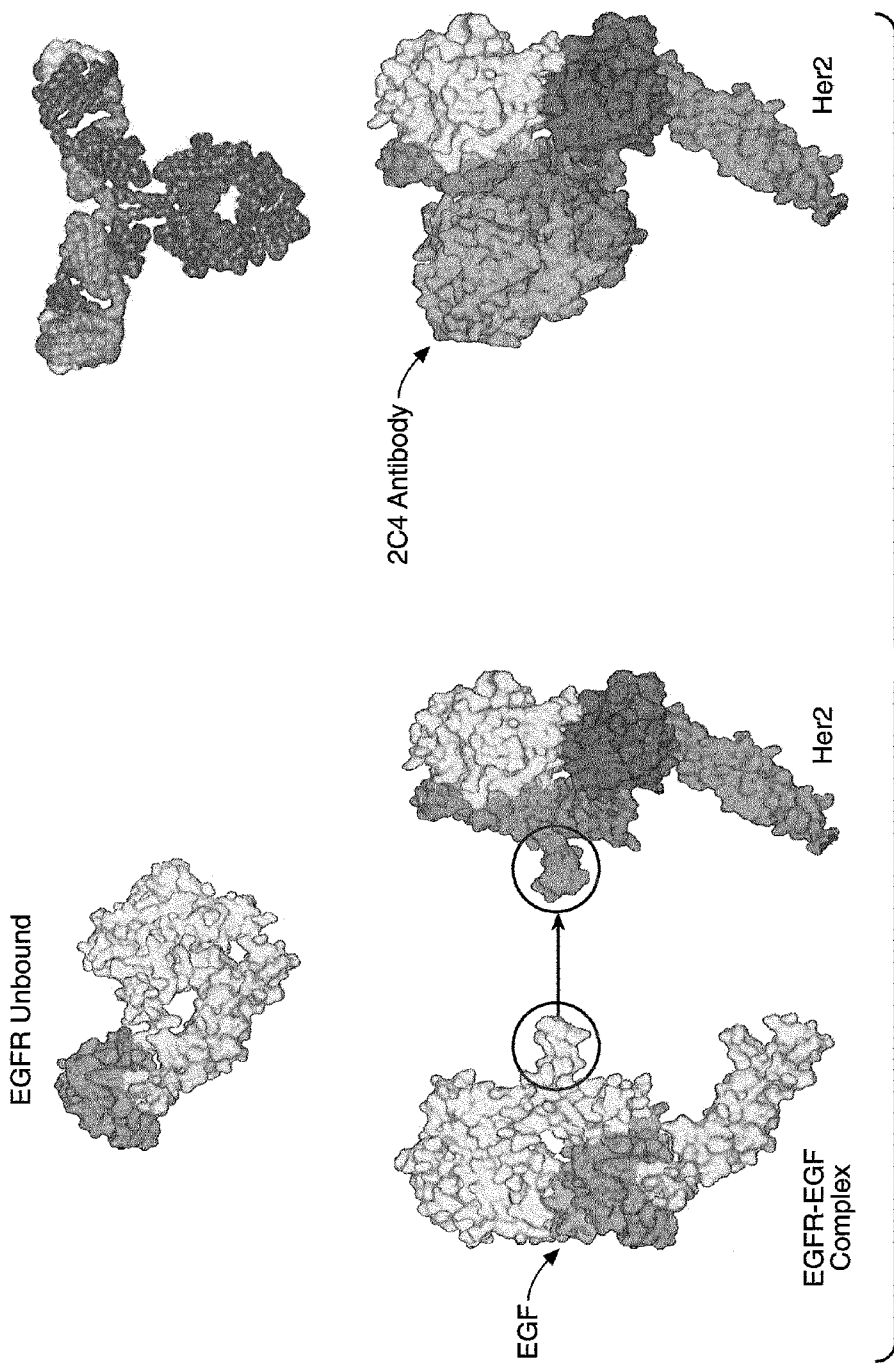 EGFR Unbound
EGF
EGFR-EGF
Complex
Her2
2C4 Antibody
Her2